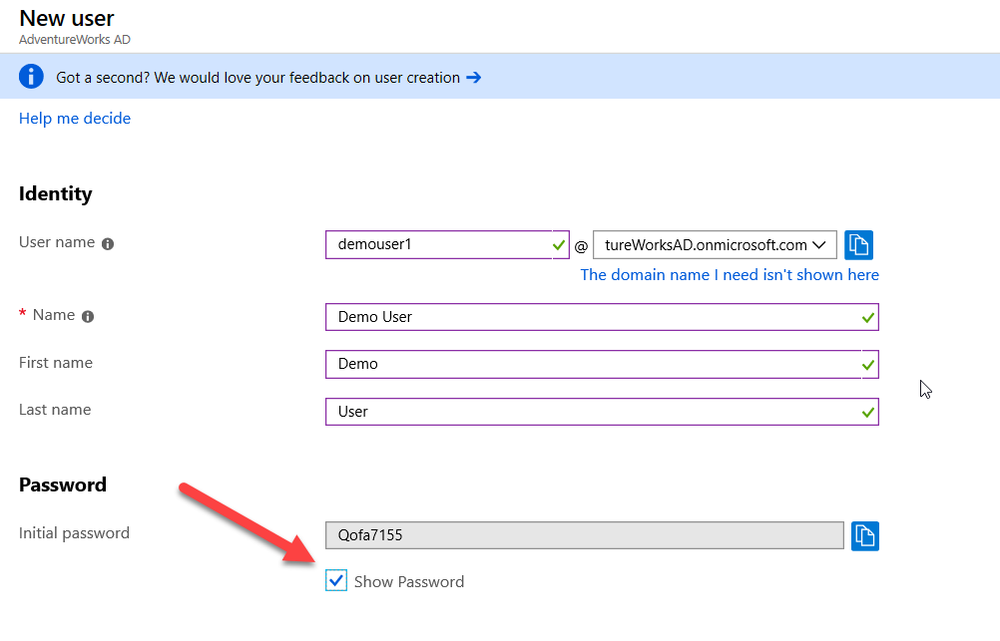 New user
AdventureWorks AD
Got a second? We would love your feedback on user creation
Help me decide
Identity
User name
demouser1
@
tureWorksAD.onmicrosoft.com
The domain name I need isn't shown here
* Name
Demo User
First name
Demo
Last name
User
Password
Initial password
Qofa7155
Show Password